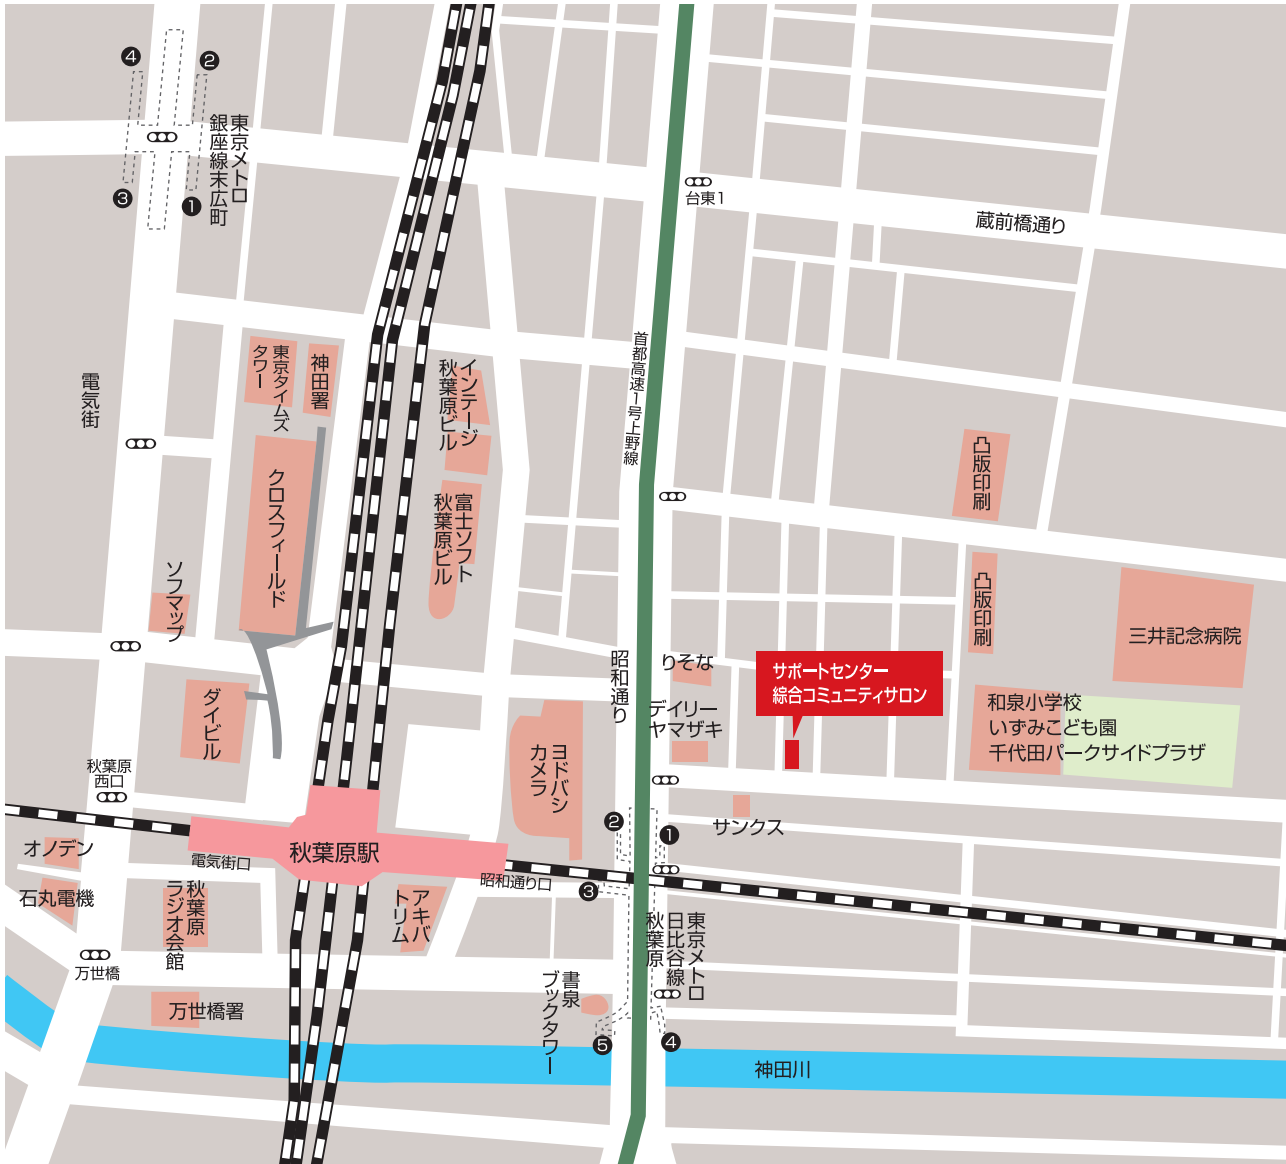 4
2
東京メトロ
銀座線末広町
3
1
台東1
蔵前橋通り
首都高速1号上野線
電気街
東京タイムズ
タワー
神田署
インテージ
秋葉原ビル
クロスフィールド
富士ソフト
秋葉原ビル
凸版印刷
凸版印刷
三井記念病院
ソフマップ
昭和通り
りそな
サポートセンター
綜合コミュニティサロン
ダイビル
デイリー
ヤマザキ
和泉小学校
いずみこども園
千代田パークサイドプラザ
ヨドバシ
カメラ
秋葉原
西口
サンクス
2
1
オノデン
電気街口
秋葉原駅
昭和通り口
3
石丸電機
秋葉原
ラジオ会館
アキバ
トリム
東京メトロ
日比谷線
秋葉原
万世橋
書泉
ブックタワー
万世橋署
5
4
神田川